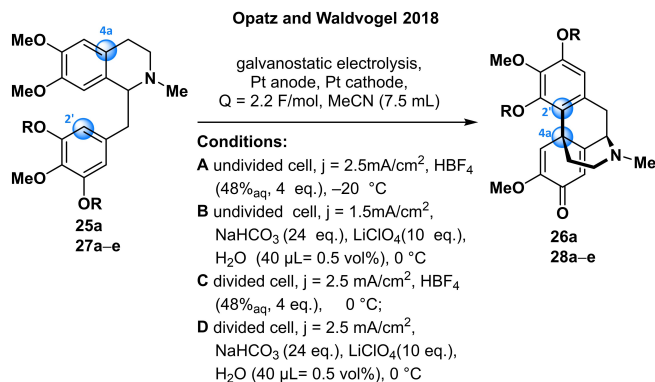 Opatz and Waldvogel 2018
4a
MeO
MeO
N
Me
2'
RO
MeO
OR
25a
27a–e
galvanostatic electrolysis,
Pt anode, Pt cathode,
Q = 2.2 F/mol, MeCN (7.5 mL)
Conditions:
A undivided cell, j = 2.5mA/cm², HBF₄
(48%aq, 4 eq.), –20 °C
B undivided cell, j = 1.5mA/cm²,
NaHCO₃ (24 eq.), LiClO₄(10 eq.),
H₂O (40 μL= 0.5 vol%), 0 °C
C divided cell, j = 2.5 mA/cm², HBF₄
(48%aq, 4 eq.), 0 °C;
D divided cell, j = 2.5 mA/cm²,
NaHCO₃ (24 eq.), LiClO₄(10 eq.),
H₂O (40 μL= 0.5 vol%), 0 °C
OR
MeO
RO
2'
4a
N
Me
MeO
O
26a
28a–e